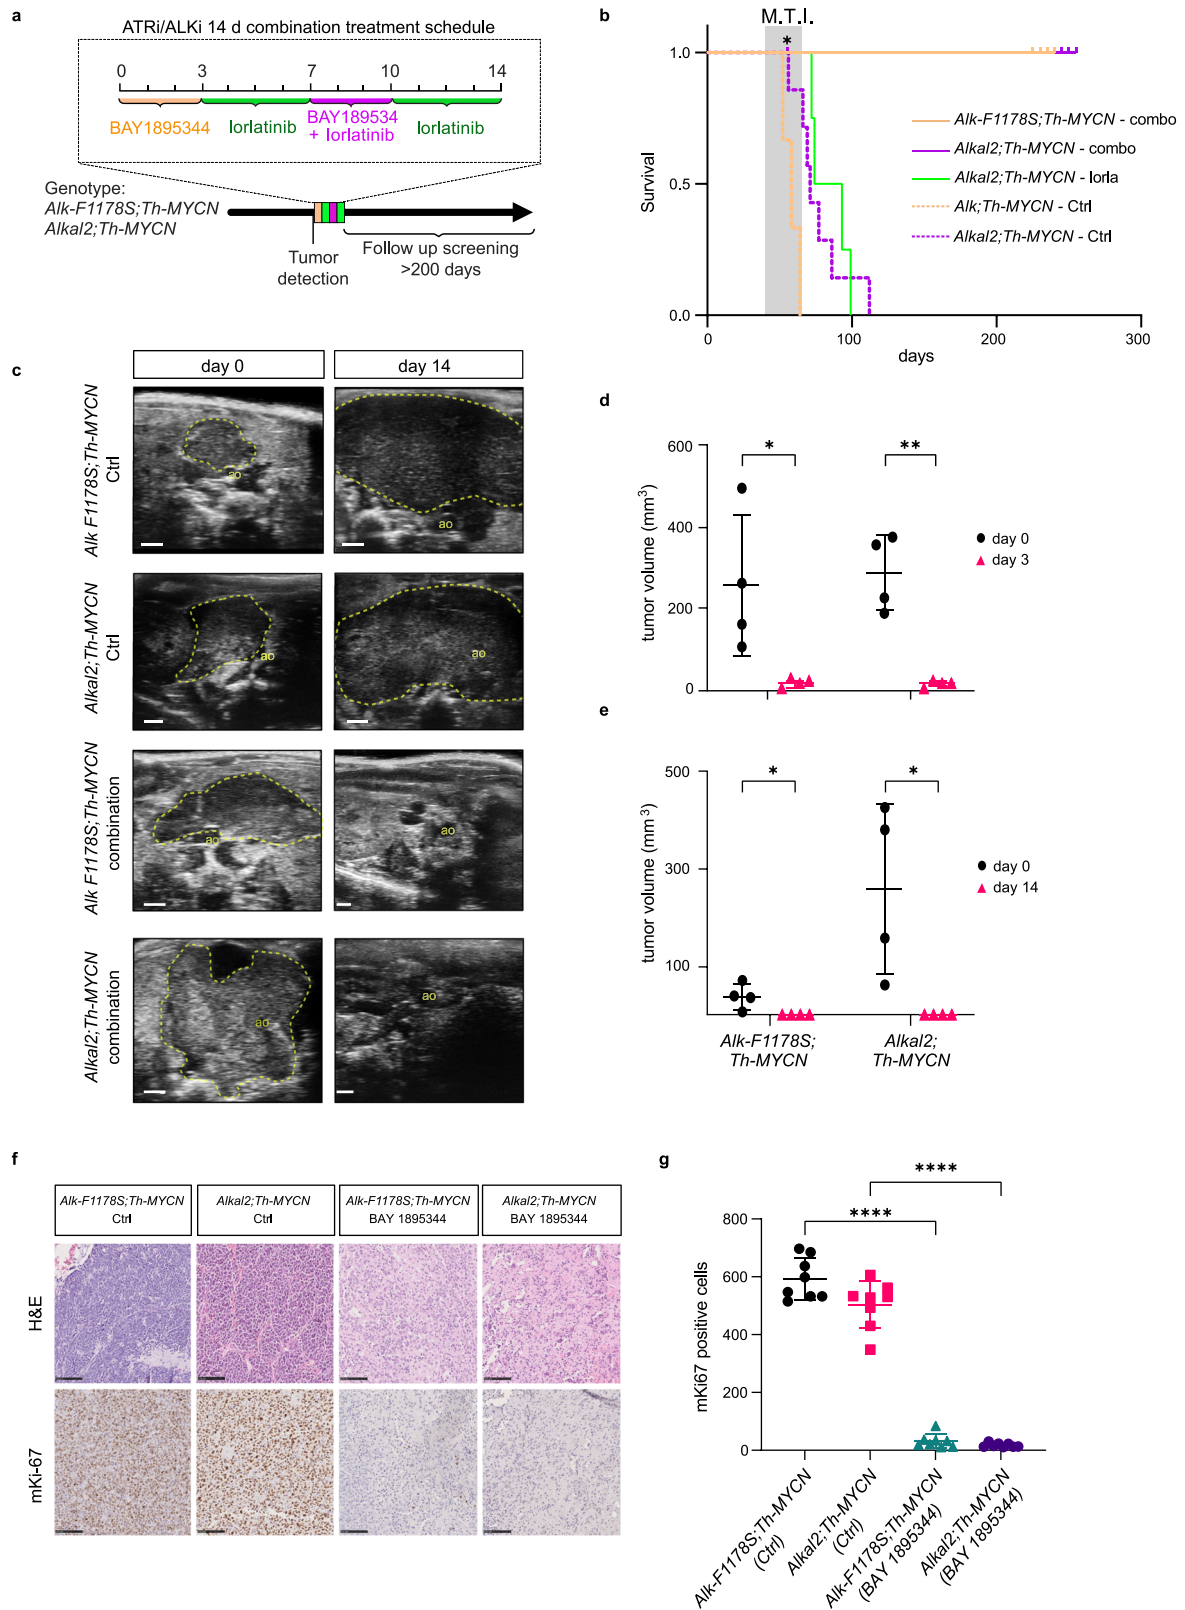 a
ATRi/ALKi 14 d combination treatment schedule
0 3 7 10 14
BAY1895344 lorlatinib BAY189534 + lorlatinib lorlatinib
Genotype:
Alk-F1178S;Th-MYCN
Alkal2;Th-MYCN
Tumor
detection
Follow up screening
>200 days
b
M.T.I.
*
1.0
0.5
0.0
Survival
0 100 200 300
days
Alk-F1178S;Th-MYCN - combo
Alkal2;Th-MYCN - combo
Alkal2;Th-MYCN - lorla
Alk;Th-MYCN - Ctrl
Alkal2;Th-MYCN - Ctrl
c
day 0 day 14
Alk F1178S;Th-MYCN
Ctrl
ao
ao
Alkal2;Th-MYCN
Ctrl
ao
ao
Alk F1178S;Th-MYCN
combination
ao
ao
Alkal2;Th-MYCN
combination
ao
ao
d
600
400
200
0
tumor volume (mm3)
* **
day 0
day 3
e
500
300
100
tumor volume (mm3)
* *
day 0
day 14
Alk-F1178S;
Th-MYCN
Alkal2;
Th-MYCN
f
Alk-F1178S;Th-MYCN
Ctrl
Alkal2;Th-MYCN
Ctrl
Alk-F1178S;Th-MYCN
BAY 1895344
Alkal2;Th-MYCN
BAY 1895344
H&E
mKi-67
g
****
****
800
600
400
200
0
mKi67 positive cells
Alk-F1178S;Th-MYCN
(Ctrl)
Alkal2;Th-MYCN
(Ctrl)
Alk-F1178S;Th-MYCN
(BAY 1895344)
Alkal2;Th-MYCN
(BAY 1895344)